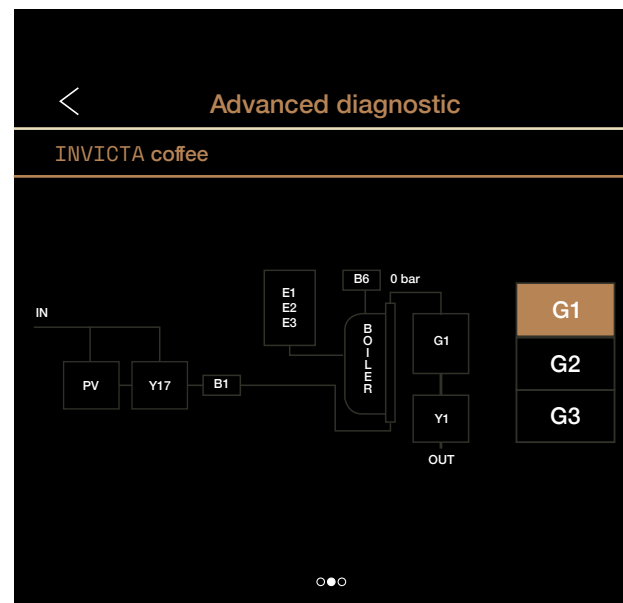 Advanced diagnostic
INVICTA coffee
IN
PV
Y17
B1
E1
E2
E3
B6
0 bar
BOILER
G1
Y1
OUT
G1
G2
G3